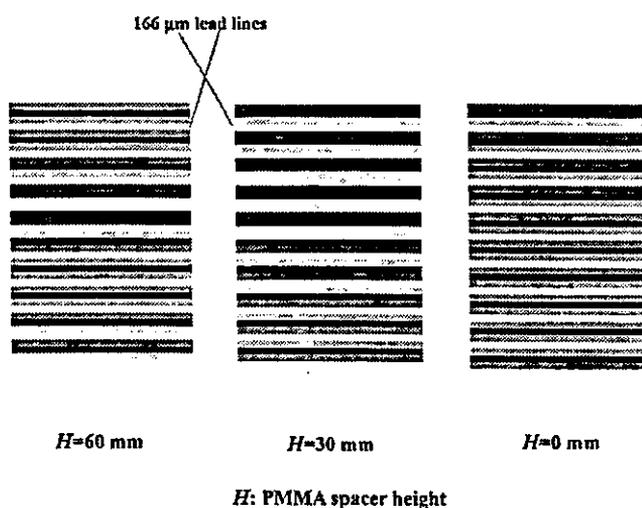 166 μm lead lines
H=60 mm H=30 mm H=0 mm
H: PMMA spacer height